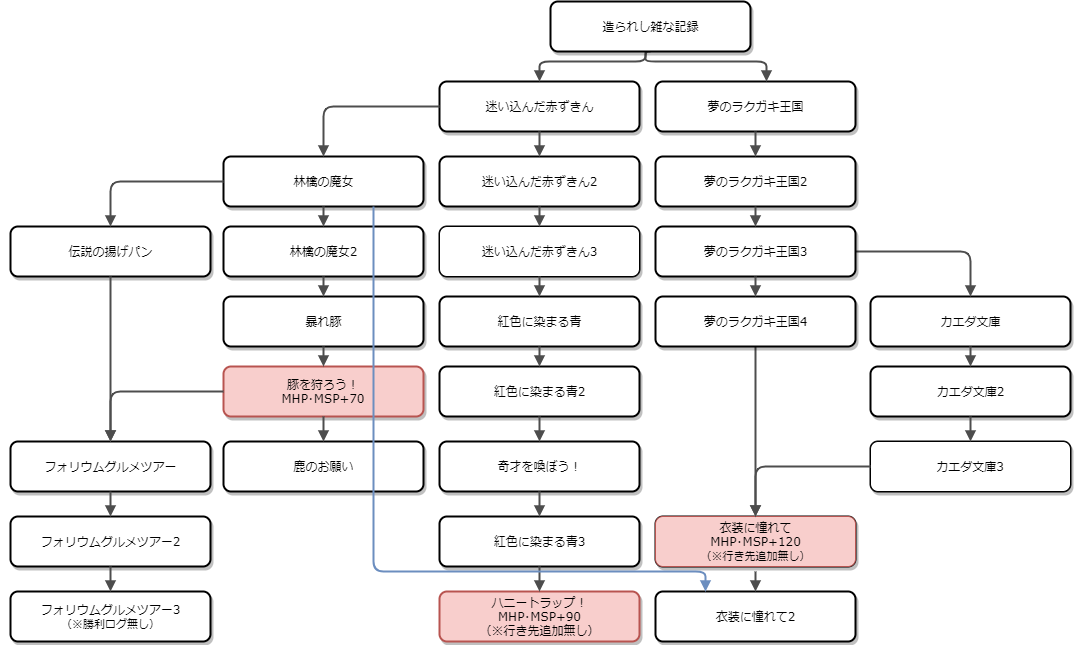 造られし雑な記録
迷い込んだ赤ずきん
夢のラクガキ王国
林檎の魔女
迷い込んだ赤ずきん2
夢のラクガキ王国2
伝説の揚げパン
林檎の魔女2
迷い込んだ赤ずきん3
夢のラクガキ王国3
暴れ豚
紅色に染まる青
夢のラクガキ王国4
カエダ文庫
豚を狩ろう！
MHP･MSP+70
紅色に染まる青2
カエダ文庫2
フォリウムグルメツアー
鹿のお願い
奇才を喚ぼう！
カエダ文庫3
フォリウムグルメツアー2
紅色に染まる青3
衣装に憧れて
MHP･MSP+120
（※行き先追加無し）
フォリウムグルメツアー3
（※勝利ログ無し）
ハニートラップ！
MHP･MSP+90
（※行き先追加無し）
衣装に憧れて2